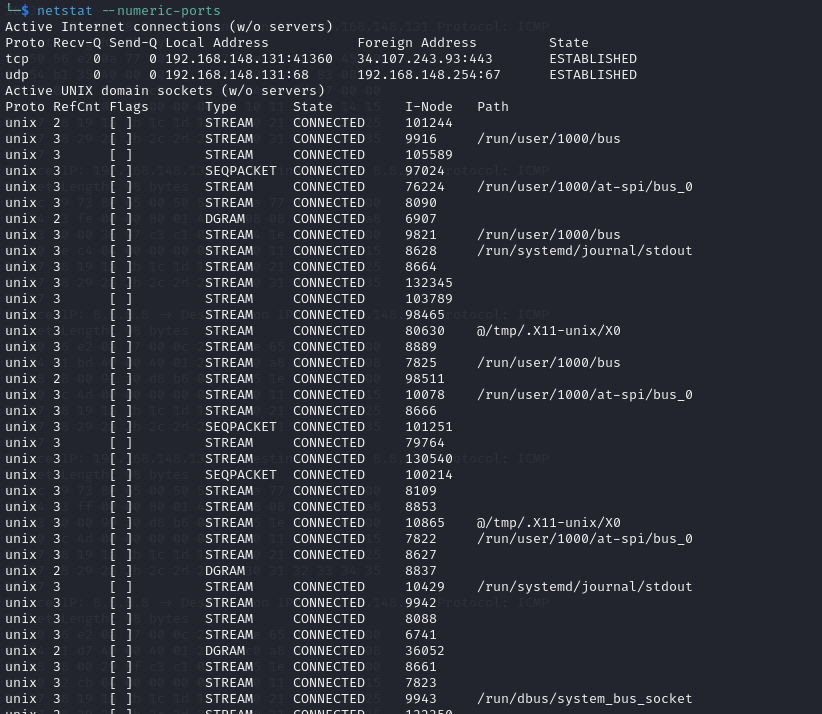 └─$ netstat --numeric-ports
Active Internet connections (w/o servers)
Proto Recv-Q Send-Q Local Address           Foreign Address         State
tcp        0      0 192.168.148.131:41360   34.107.243.93:443       ESTABLISHED
udp        0      0 192.168.148.131:68      192.168.148.254:67      ESTABLISHED
Active UNIX domain sockets (w/o servers)
Proto RefCnt Flags       Type       State         I-Node   Path
unix  2      [ ]         STREAM     CONNECTED     101244
unix  3      [ ]         STREAM     CONNECTED     9916     /run/user/1000/bus
unix  3      [ ]         STREAM     CONNECTED     105589
unix  3      [ ]         SEQPACKET  CONNECTED     97024
unix  3      [ ]         STREAM     CONNECTED     76224    /run/user/1000/at-spi/bus_0
unix  3      [ ]         STREAM     CONNECTED     8090
unix  2      [ ]         DGRAM      CONNECTED     6907
unix  3      [ ]         STREAM     CONNECTED     9821     /run/user/1000/bus
unix  3      [ ]         STREAM     CONNECTED     8628     /run/systemd/journal/stdout
unix  3      [ ]         STREAM     CONNECTED     8664
unix  3      [ ]         STREAM     CONNECTED     132345
unix  3      [ ]         STREAM     CONNECTED     103789
unix  3      [ ]         STREAM     CONNECTED     98465
unix  3      [ ]         STREAM     CONNECTED     80630    @/tmp/.X11-unix/X0
unix  3      [ ]         STREAM     CONNECTED     8889
unix  3      [ ]         STREAM     CONNECTED     7825     /run/user/1000/bus
unix  2      [ ]         STREAM     CONNECTED     98511
unix  3      [ ]         STREAM     CONNECTED     10078    /run/user/1000/at-spi/bus_0
unix  3      [ ]         STREAM     CONNECTED     8666
unix  3      [ ]         SEQPACKET  CONNECTED     101251
unix  3      [ ]         STREAM     CONNECTED     79764
unix  3      [ ]         STREAM     CONNECTED     130540
unix  3      [ ]         SEQPACKET  CONNECTED     100214
unix  3      [ ]         STREAM     CONNECTED     8109
unix  3      [ ]         STREAM     CONNECTED     8853
unix  3      [ ]         STREAM     CONNECTED     10865    @/tmp/.X11-unix/X0
unix  3      [ ]         STREAM     CONNECTED     7822     /run/user/1000/at-spi/bus_0
unix  3      [ ]         STREAM     CONNECTED     8627
unix  2      [ ]         DGRAM                    8837
unix  3      [ ]         STREAM     CONNECTED     10429    /run/systemd/journal/stdout
unix  3      [ ]         STREAM     CONNECTED     9942
unix  3      [ ]         STREAM     CONNECTED     8088
unix  3      [ ]         STREAM     CONNECTED     6741
unix  2      [ ]         DGRAM      CONNECTED     36052
unix  3      [ ]         STREAM     CONNECTED     8661
unix  3      [ ]         STREAM     CONNECTED     7823
unix  3      [ ]         STREAM     CONNECTED     9943     /run/dbus/system_bus_socket